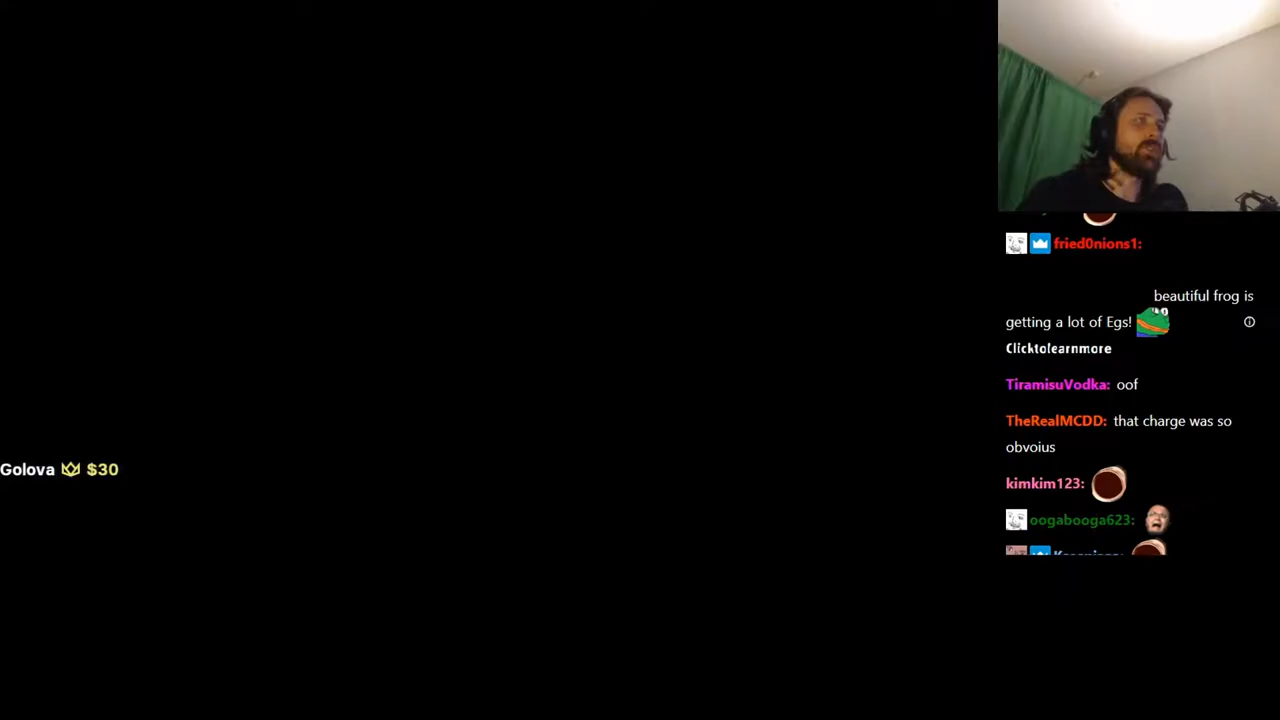 fried0nions1:
beautiful frog is
getting a lot of Egs!
Clicktolearnmore
TiramisuVodka: oof
TheRealMCDD: that charge was so
obvoius
Golova $30
kimkim123:
oogabooga623: